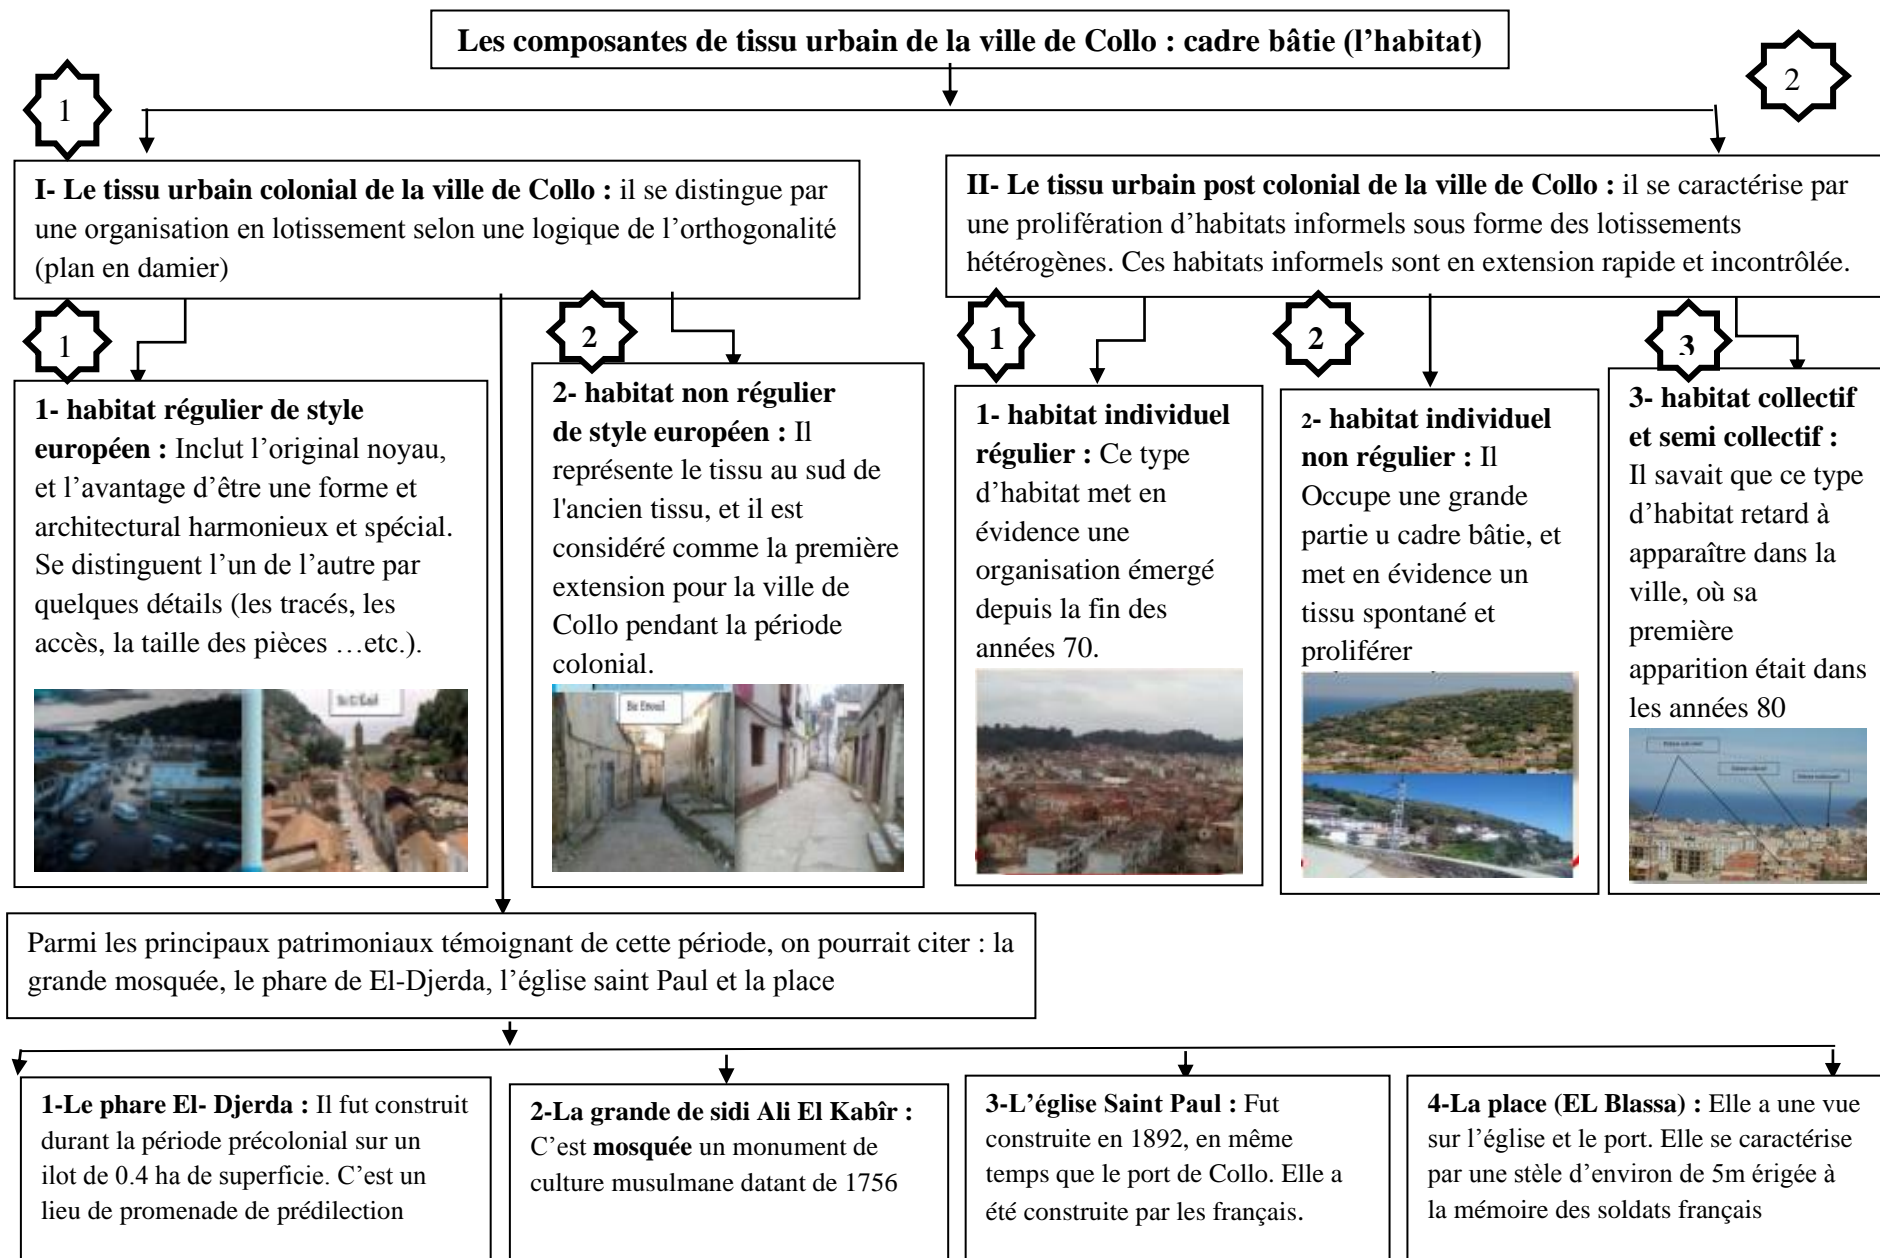 Les composantes de tissu urbain de la ville de Collo : cadre bâtie (l’habitat)
1
2
I- Le tissu urbain colonial de la ville de Collo : il se distingue par
une organisation en lotissement selon une logique de l’orthogonalité
(plan en damier)
II- Le tissu urbain post colonial de la ville de Collo : il se caractérise par
une prolifération d’habitats informels sous forme des lotissements
hétérogènes. Ces habitats informels sont en extension rapide et incontrôlée.
1
2
1
2
3
1- habitat régulier de style
européen : Inclut l’original noyau,
et l’avantage d’être une forme et
architectural harmonieux et spécial.
Se distinguent l’un de l’autre par
quelques détails (les tracés, les
accès, la taille des pièces …etc.).
2- habitat non régulier
de style européen : Il
représente le tissu au sud de
l'ancien tissu, et il est
considéré comme la première
extension pour la ville de
Collo pendant la période
colonial.
1- habitat individuel
régulier : Ce type
d’habitat met en
évidence une
organisation émergé
depuis la fin des
années 70.
2- habitat individuel
non régulier : Il
Occupe une grande
partie u cadre bâtie, et
met en évidence un
tissu spontané et
proliférer
3- habitat collectif
et semi collectif :
Il savait que ce type
d’habitat retard à
apparaître dans la
ville, où sa
première
apparition était dans
les années 80
Parmi les principaux patrimoniaux témoignant de cette période, on pourrait citer : la
grande mosquée, le phare de El-Djerda, l’église saint Paul et la place
1-Le phare El- Djerda : Il fut construit
durant la période précolonial sur un
ilot de 0.4 ha de superficie. C’est un
lieu de promenade de prédilection
2-La grande de sidi Ali El Kabîr :
C’est mosquée un monument de
culture musulmane datant de 1756
3-L’église Saint Paul : Fut
construite en 1892, en même
temps que le port de Collo. Elle a
été construite par les français.
4-La place (EL Blassa) : Elle a une vue
sur l’église et le port. Elle se caractérise
par une stèle d’environ de 5m érigée à
la mémoire des soldats français